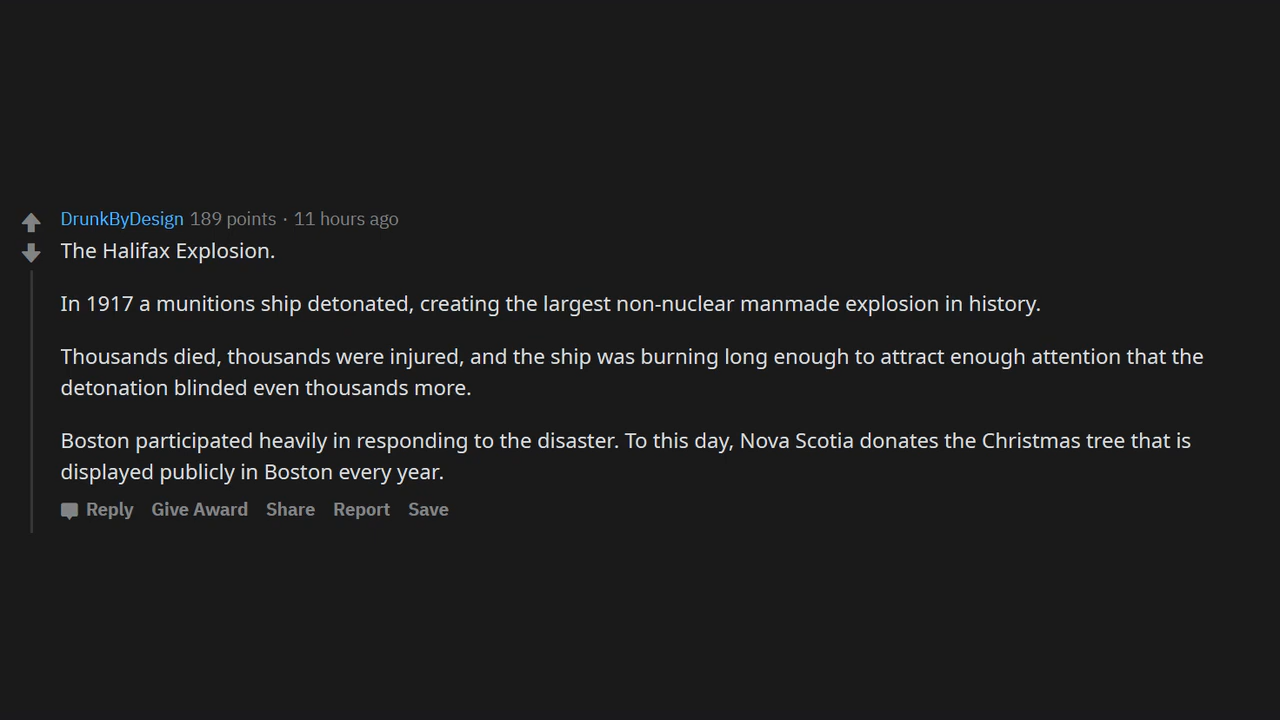 DrunkByDesign 189 points · 11 hours ago
The Halifax Explosion.
In 1917 a munitions ship detonated, creating the largest non-nuclear manmade explosion in history.
Thousands died, thousands were injured, and the ship was burning long enough to attract enough attention that the
detonation blinded even thousands more.
Boston participated heavily in responding to the disaster. To this day, Nova Scotia donates the Christmas tree that is
displayed publicly in Boston every year.
Reply Give Award Share Report Save